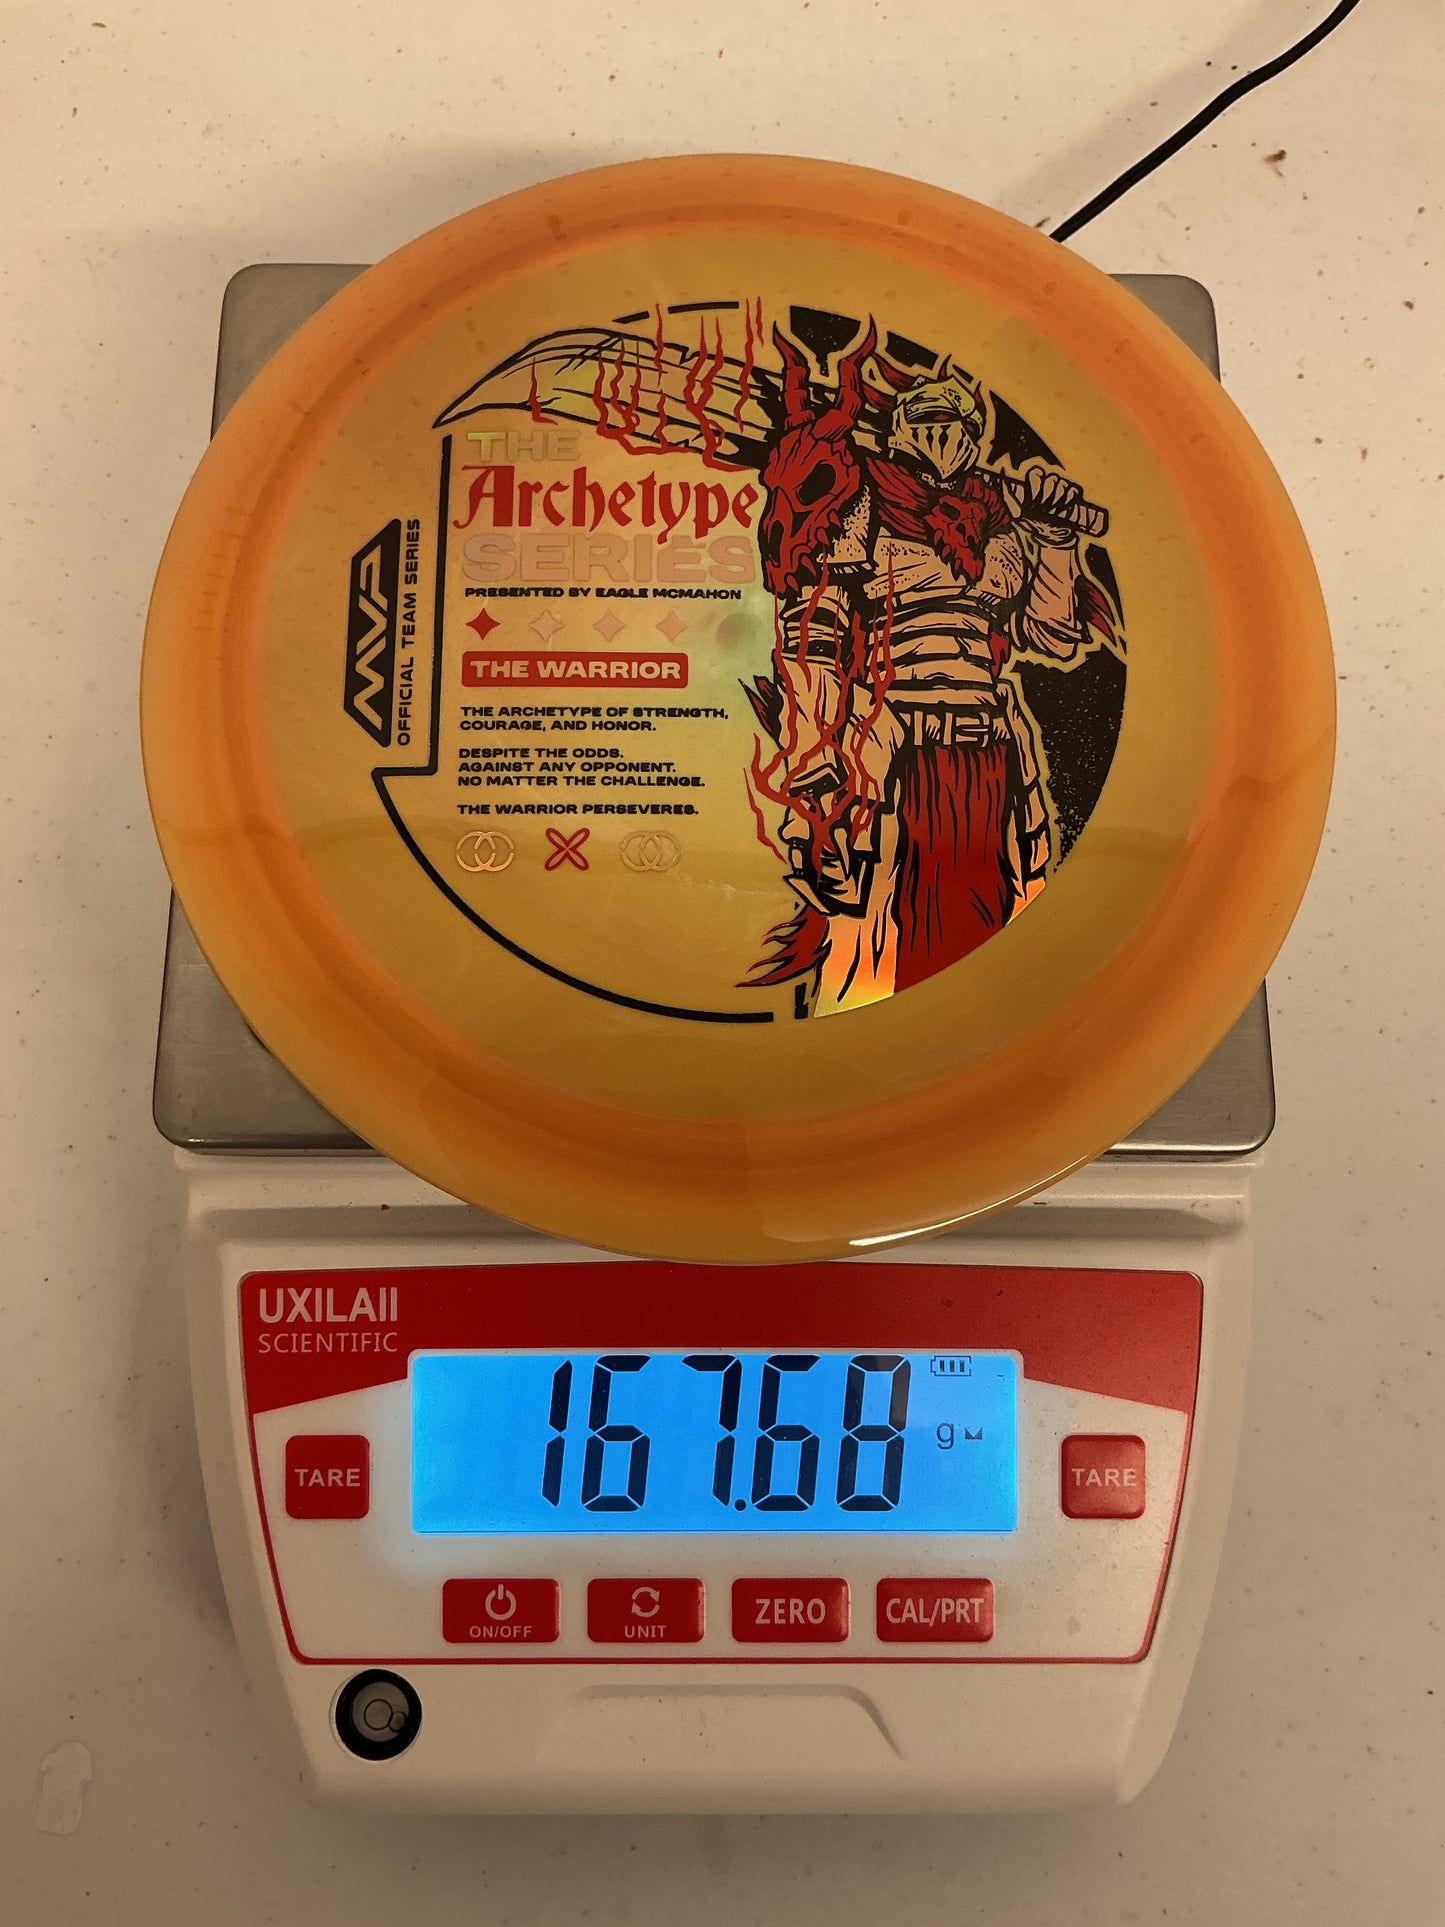 THE
Archetype
SERIES
PRESENTED BY EAGLE MCMAHON
THE WARRIOR
THE ARCHETYPE OF STRENGTH,
COURAGE, AND HONOR.
DESPITE THE ODDS.
AGAINST ANY OPPONENT.
NO MATTER THE CHALLENGE.
THE WARRIOR PERSEVERES.
MVP
OFFICIAL TEAM SERIES
UXILAII
SCIENTIFIC
167.68
g
TARE
TARE
ON/OFF
UNIT
ZERO
CAL/PRT